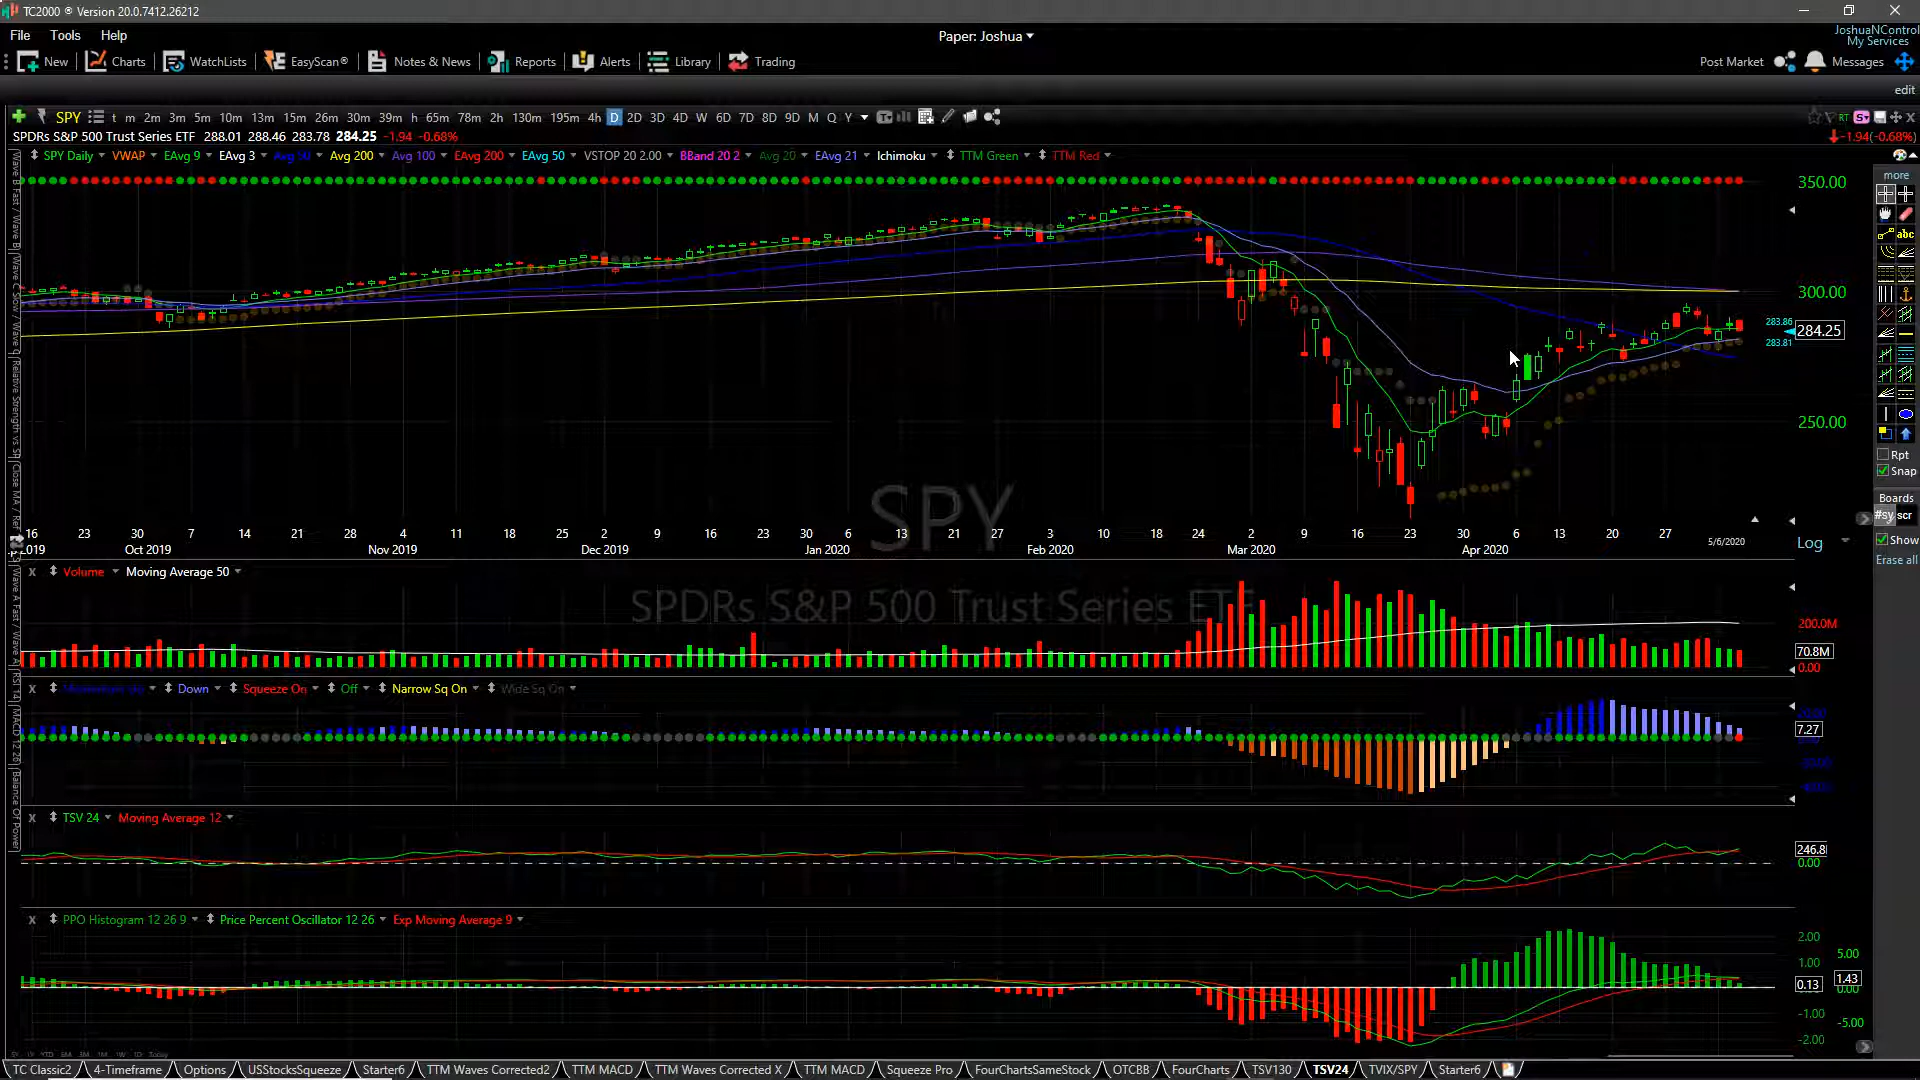 TC2000 ® Version 20.0.7412.26212
File Tools Help
Paper: Joshua
JoshuaNControl
My Services
New Charts WatchLists EasyScan® Notes & News Reports Alerts Library Trading
Post Market Messages
edit
SPY t m 2m 3m 5m 10m 13m 15m 26m 30m 39m h 65m 78m 2h 130m 195m 4h D 2D 3D 4D W 6D 7D 8D 9D M Q Y
RT
SPDRs S&P 500 Trust Series ETF 288.01 288.46 283.78 284.25 -1.94 -0.68%
-1.94(-0.68%)
SPY Daily VWAP EAvg 9 EAvg 3 Avg 50 Avg 200 Avg 100 EAvg 200 EAvg 50 VSTOP 20 2.00 BBand 20 2 Avg 20 EAvg 21 Ichimoku TTM Green TTM Red
more
350.00
abc
300.00
283.86
284.25
283.81
250.00
Rpt
Snap
SPY
Boards
#sy scr
Show
Erase all
16 23 30 7 14 21 28 4 11 18 25 2 9 16 23 30 6 13 21 27 3 10 18 24 2 9 16 23 30 6 13 20 27
Oct 2019 Nov 2019 Dec 2019 Jan 2020 Feb 2020 Mar 2020 Apr 2020 5/6/2020
Log
x Volume Moving Average 50
SPDRs S&P 500 Trust Series ETF
200.0M
70.8M
0.00
x Down Squeeze On Off Narrow Sq On Wide Sq On
7.27
x TSV 24 Moving Average 12
246.8
0.00
x PPO Histogram 12 26 9 Price Percent Oscillator 12 26 Exp Moving Average 9
2.00
5.00
1.00
1.43
0.13
0.00
-1.00
-5.00
-2.00
TC Classic2 4-Timeframe Options USStocksSqueeze Starter6 TTM Waves Corrected2 TTM MACD TTM Waves Corrected X TTM MACD Squeeze Pro FourChartsSameStock OTCBB FourCharts TSV130 TSV24 TVIX/SPY Starter6